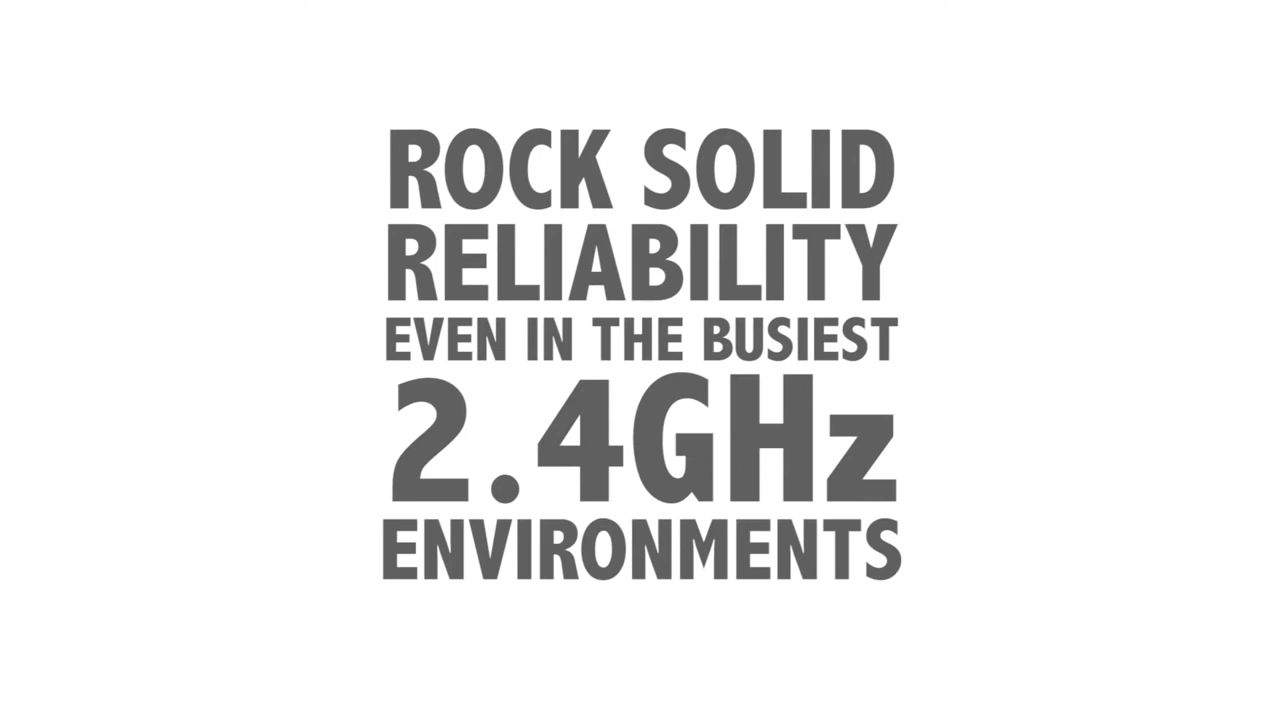 ROCK SOLID
RELIABILITY
EVEN IN THE BUSIEST
2.4GHz
ENVIRONMENTS